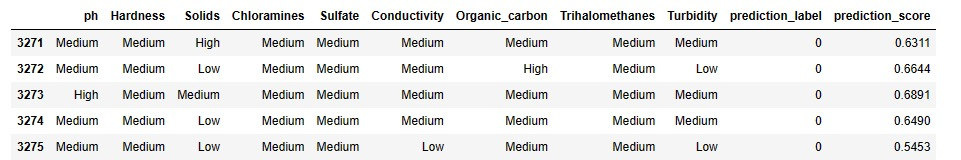 ph Hardness Solids Chloramines Sulfate Conductivity Organic_carbon Trihalomethanes Turbidity prediction_label prediction_score
3271 Medium Medium High Medium Medium Medium Medium Medium Medium 0 0.6311
3272 Medium Medium Low Medium Medium Medium High Medium Low 0 0.6644
3273 High Medium Medium Medium Medium Medium Medium Medium Medium 0 0.6891
3274 Medium Medium Low Medium Medium Medium Medium Medium Medium 0 0.6490
3275 Medium Medium Low Medium Medium Low Medium Medium Low 0 0.5453